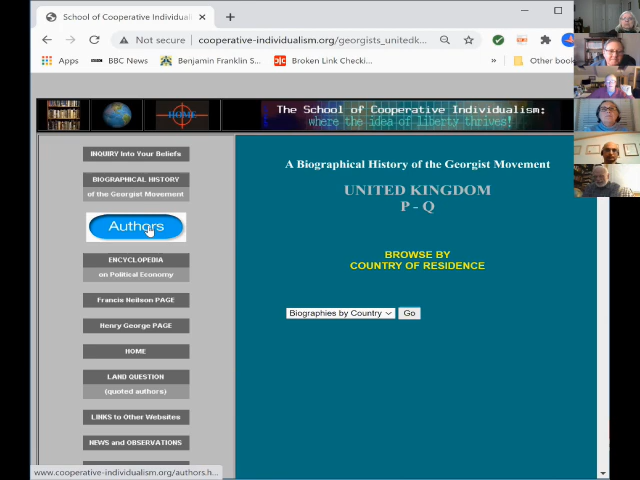 School of Cooperative Individualism
Not secure
cooperative-individualism.org/georgists_unitedk...
Apps
BBC News
Benjamin Franklin S...
Broken Link Checki...
»
Other book
HOME
The School of Cooperative Individualism:
where the idea of liberty thrives!
INQUIRY Into Your Beliefs
BIOGRAPHICAL HISTORY
of the Georgist Movement
Authors
ENCYCLOPEDIA
on Political Economy
Francis Neilson PAGE
Henry George PAGE
HOME
LAND QUESTION
(quoted authors)
LINKS to Other Websites
NEWS and OBSERVATIONS
A Biographical History of the Georgist Movement
UNITED KINGDOM
P - Q
BROWSE BY
COUNTRY OF RESIDENCE
Biographies by Country
Go
www.cooperative-individualism.org/authors.h...